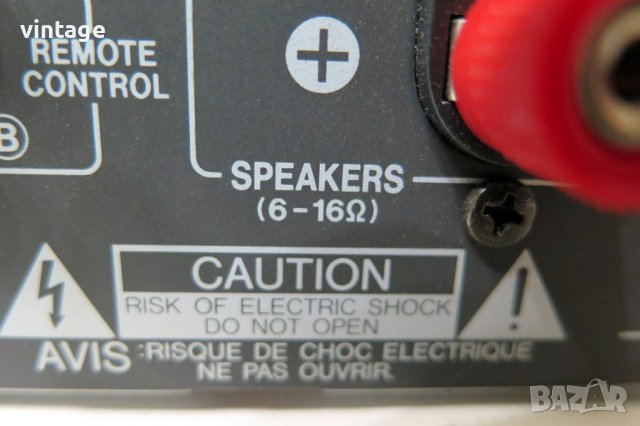 vintage
REMOTE
CONTROL
B
+
SPEAKERS
(6-16Ω)
CAUTION
RISK OF ELECTRIC SHOCK
DO NOT OPEN
!
AVIS :RISQUE DE CHOC ELECTRIQUE
NE PAS OUVRIR.
BAZAR